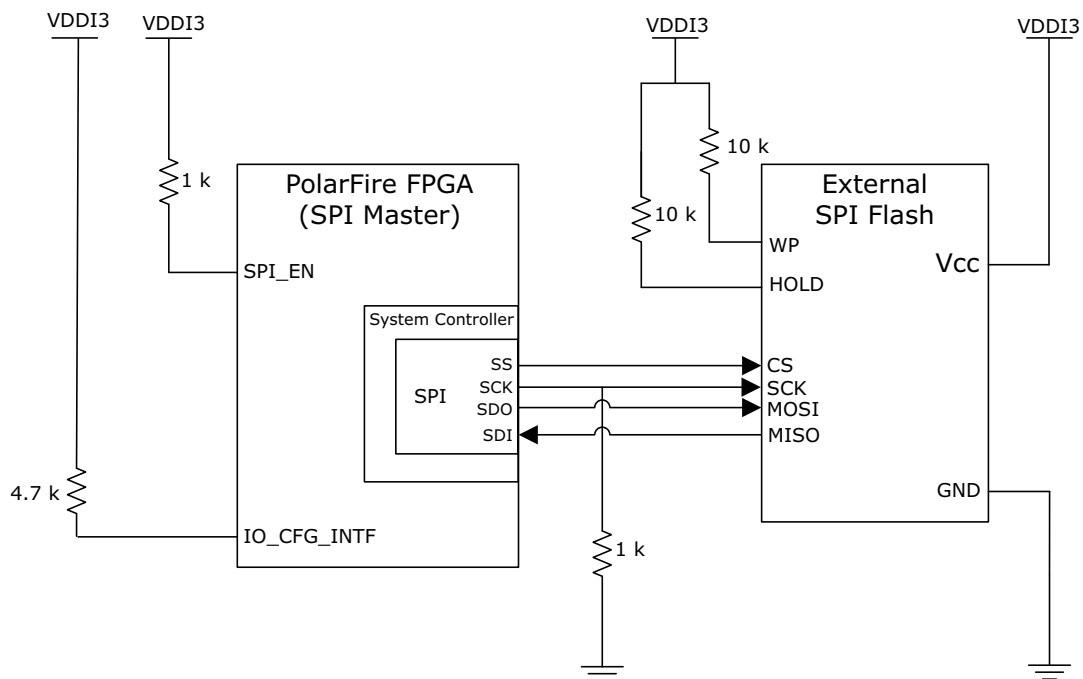 VDDI3
VDDI3
VDDI3
VDDI3
1 k
4.7 k
PolarFire FPGA
(SPI Master)
SPI_EN
System Controller
SPI
SS
SCK
SDO
SDI
IO_CFG_INTF
10 k
10 k
1 k
External
SPI Flash
WP
HOLD
Vcc
CS
SCK
MOSI
MISO
GND